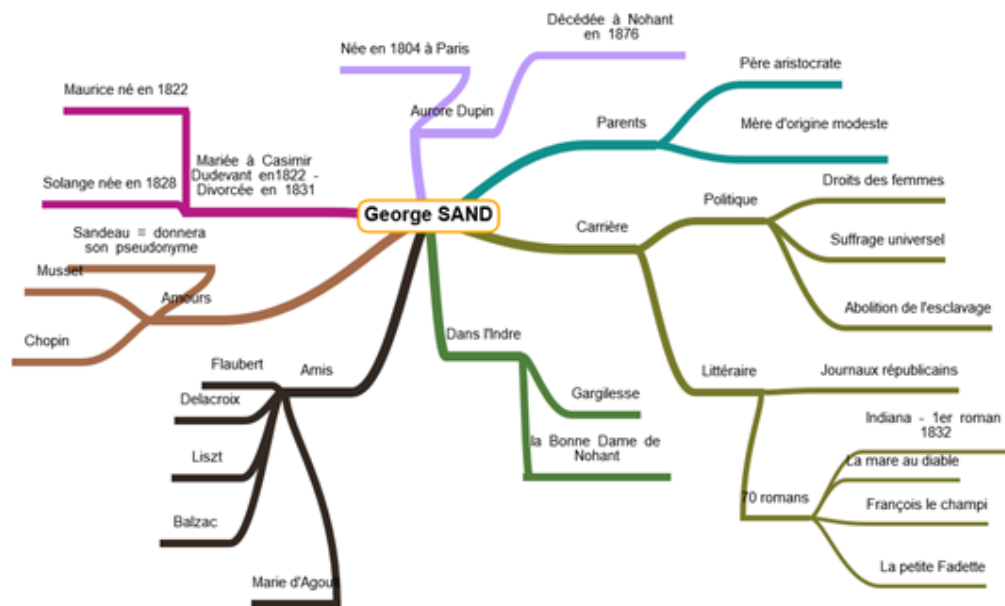 Décédée à Nohant
en 1876
Née en 1804 à Paris
Aurore Dupin
Père aristocrate
Parents
Mère d'origine modeste
Maurice né en 1822
Mariée à Casimir
Dudevant en1822 -
Divorcée en 1831
Solange née en 1828
George SAND
Sandeau = donnera
son pseudonyme
Musset
Amours
Chopin
Carrière
Politique
Droits des femmes
Suffrage universel
Abolition de l'esclavage
Littéraire
Journaux républicains
70 romans
Indiana - 1er roman
1832
La mare au diable
François le champi
La petite Fadette
Dans l'Indre
Gargilesse
la Bonne Dame de
Nohant
Amis
Flaubert
Delacroix
Liszt
Balzac
Marie d'Agoult